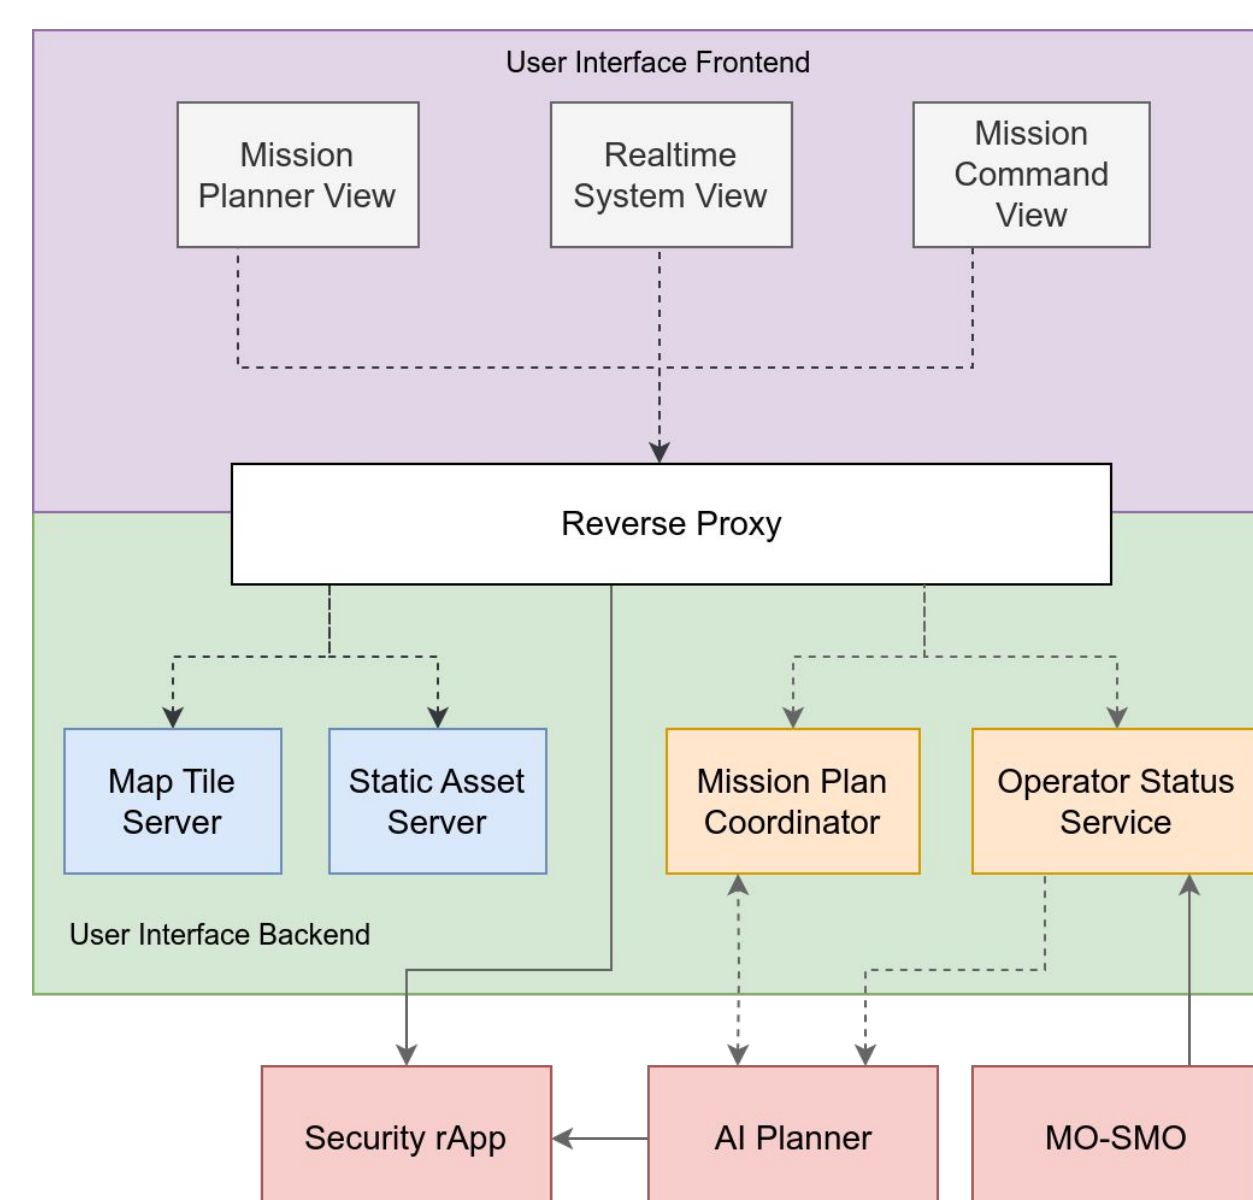 User Interface Frontend
Mission
Planner View
Realtime
System View
Mission
Command
View
Reverse Proxy
Map Tile
Server
Static Asset
Server
Mission Plan
Coordinator
Operator Status
Service
User Interface Backend
Security rApp
AI Planner
MO-SMO